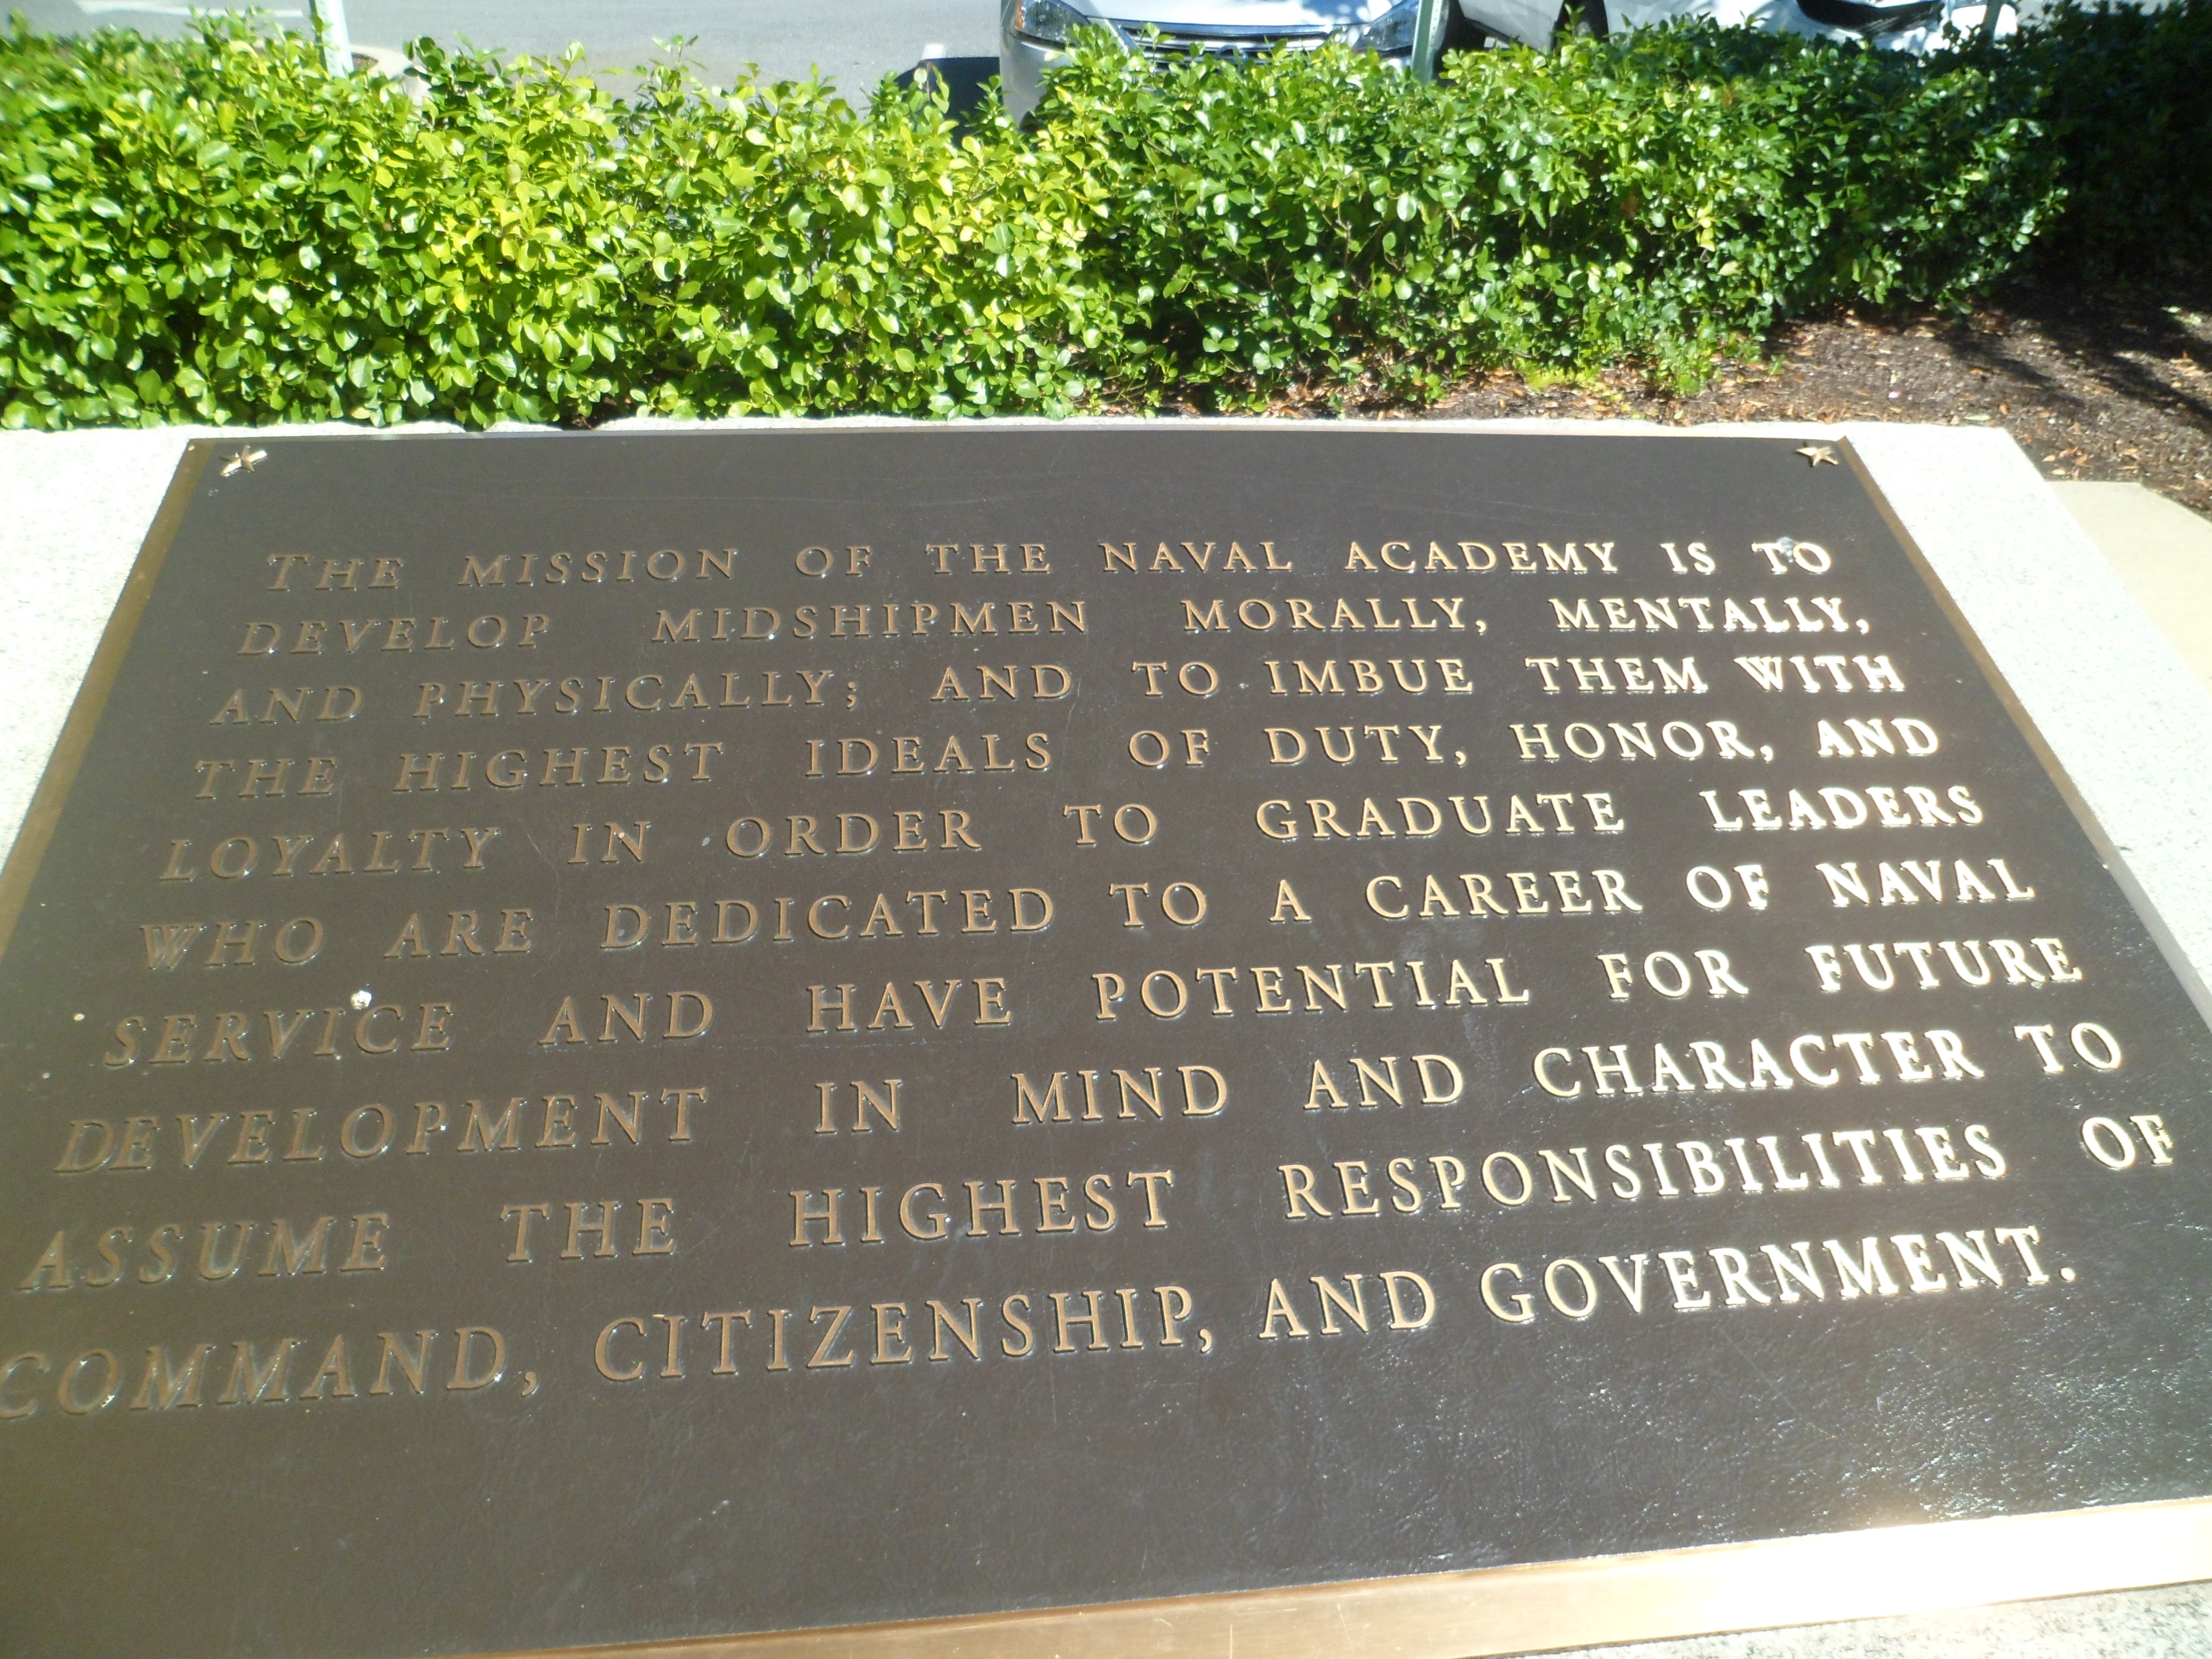 THE MISSION OF THE NAVAL ACADEMY IS TO
DEVELOP MIDSHIPMEN MORALLY, MENTALLY,
AND PHYSICALLY; AND TO IMBUE THEM WITH
THE HIGHEST IDEALS OF DUTY, HONOR, AND
LOYALTY IN ORDER TO GRADUATE LEADERS
WHO ARE DEDICATED TO A CAREER OF NAVAL
SERVICE AND HAVE POTENTIAL FOR FUTURE
DEVELOPMENT IN MIND AND CHARACTER TO
ASSUME THE HIGHEST RESPONSIBILITIES OF
COMMAND, CITIZENSHIP, AND GOVERNMENT.